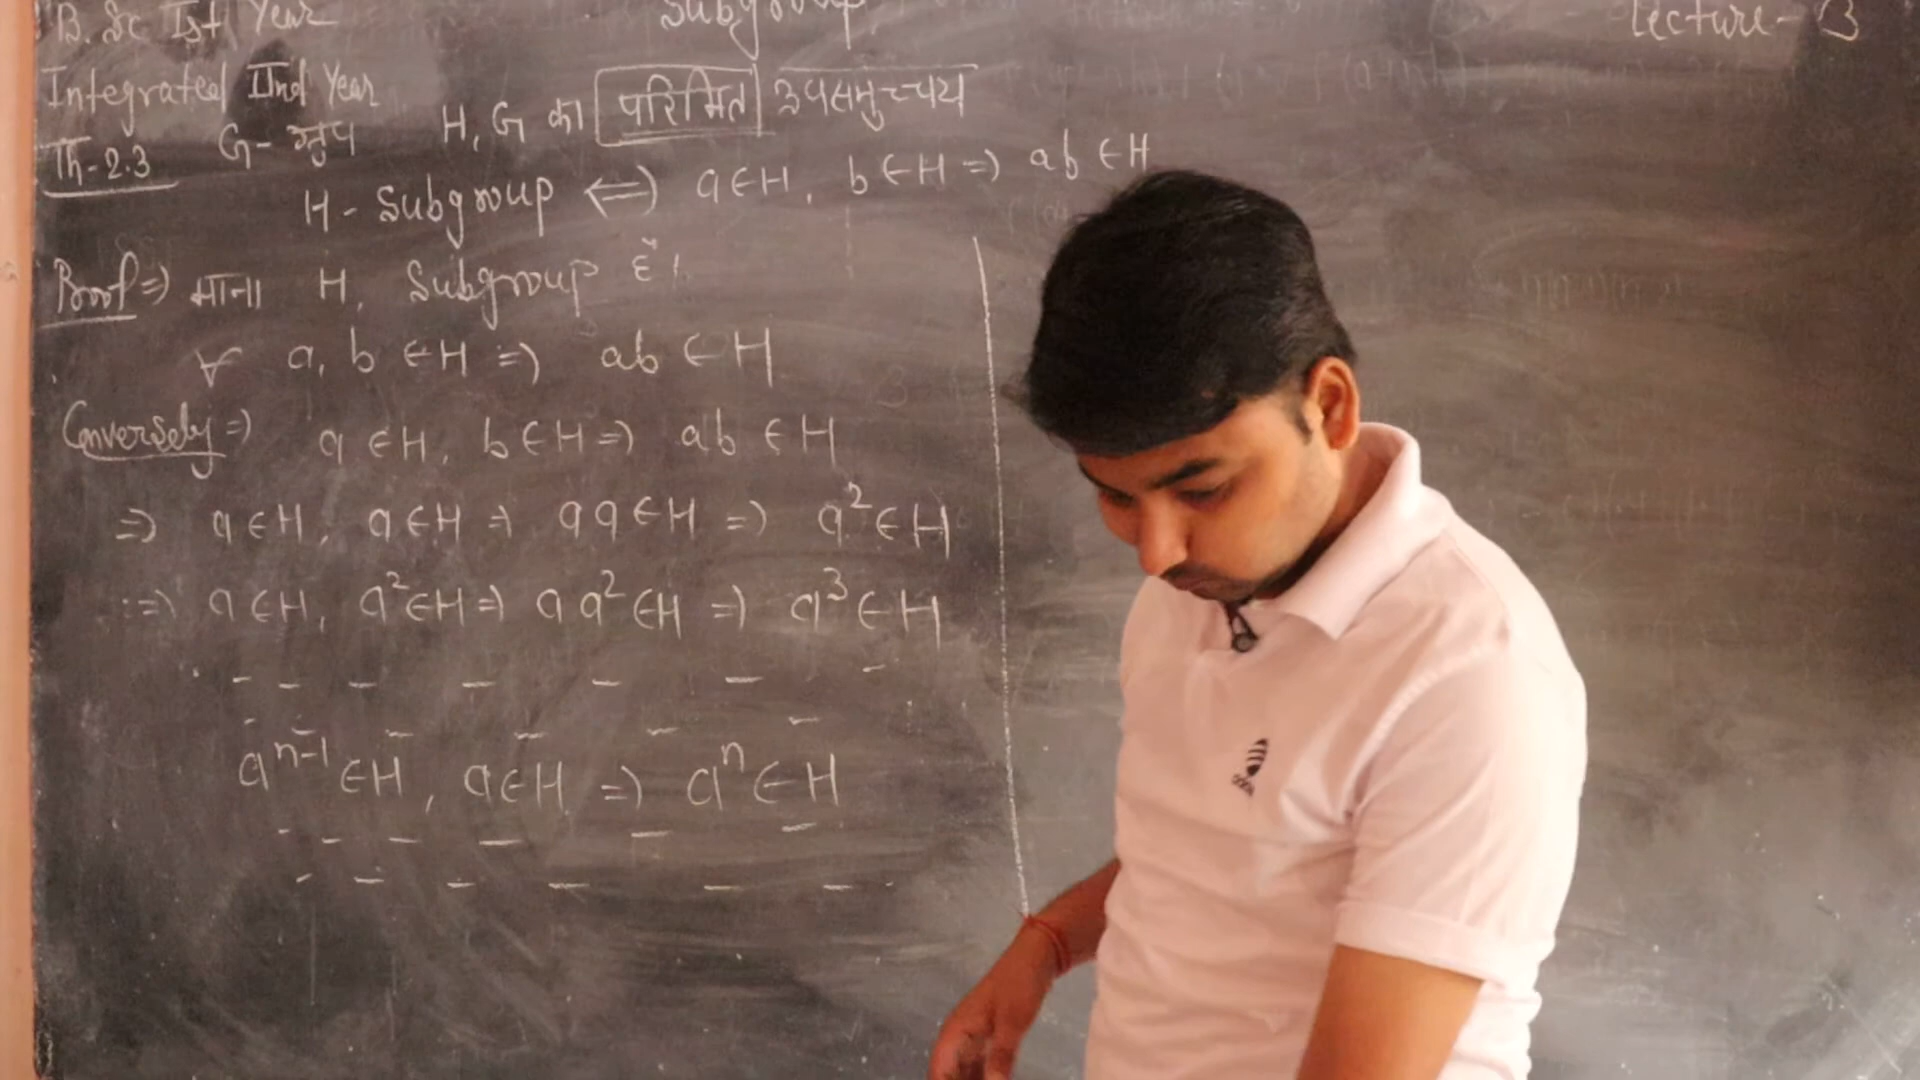 B.Sc Ist Year
Subgroup
Lecture-3
Integrated IInd Year
Th-2.3 G-ग्रुप H, G का परिमित उपसमुच्चय
H - Subgroup ⟺ a∈H, b∈H ⇒ ab∈H
Proof ⇒ माना H, Subgroup है।
∀ a, b ∈ H ⇒ ab ∈ H
Conversely ⇒ a∈H, b∈H ⇒ ab∈H
⇒ a∈H, a∈H ⇒ aa∈H ⇒ a²∈H
⇒ a∈H, a²∈H ⇒ aa²∈H ⇒ a³∈H
aⁿ⁻¹∈H, a∈H ⇒ aⁿ∈H